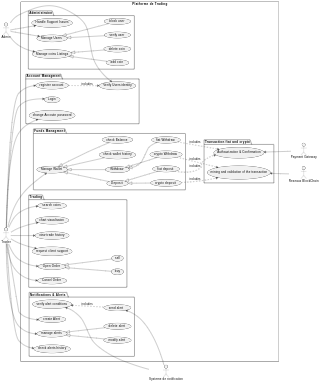 Platforme de Trading
Administration
Handle Support Issues
block user
Manage Users
verify user
delete user
Manage coins Listings
add coin
Admin
Account Management
register account
includes
Verify Users identity
Login
change Account password
Funds Management
check Balance
fiat Withdraw
check wallet history
crypto Withdraw
Manage Wallet
Withdraw
fiat deposit
Deposit
crypto deposit
includes
includes
includes
includes
Transaction fiat and crypto
Authentication & Confirmation
mining and validation of the transaction
Payment Gateway
Reseau BlockChain
Trading
search coins
chart visualisation
view trade history
request client support
Open Order
sell
buy
Cancel Order
Trader
Notifications & Alerts
verify alert conditions
includes
send alert
create Alert
delete alert
manage alerts
modify alert
check alerts history
Systeme de notification